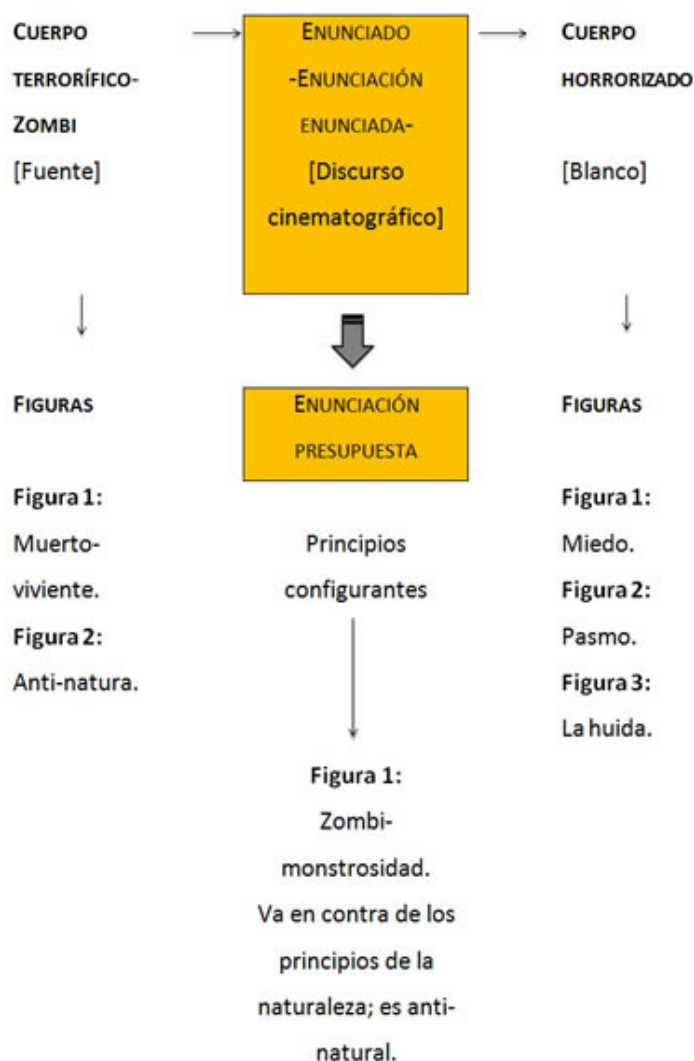 CUERPO
TERRORÍFICO-
ZOMBI
[Fuente]
ENUNCIADO
-ENUNCIACIÓN
ENUNCIADA-
[Discurso
cinematográfico]
CUERPO
HORRORIZADO
[Blanco]
FIGURAS
Figura 1:
Muerto-
viviente.
Figura 2:
Anti-natura.
ENUNCIACIÓN
PRESUPUESTA
Principios
configurantes
Figura 1:
Zombi-
monstrosidad.
Va en contra de los
principios de la
naturaleza; es anti-
natural.
FIGURAS
Figura 1:
Miedo.
Figura 2:
Pasmo.
Figura 3:
La huida.